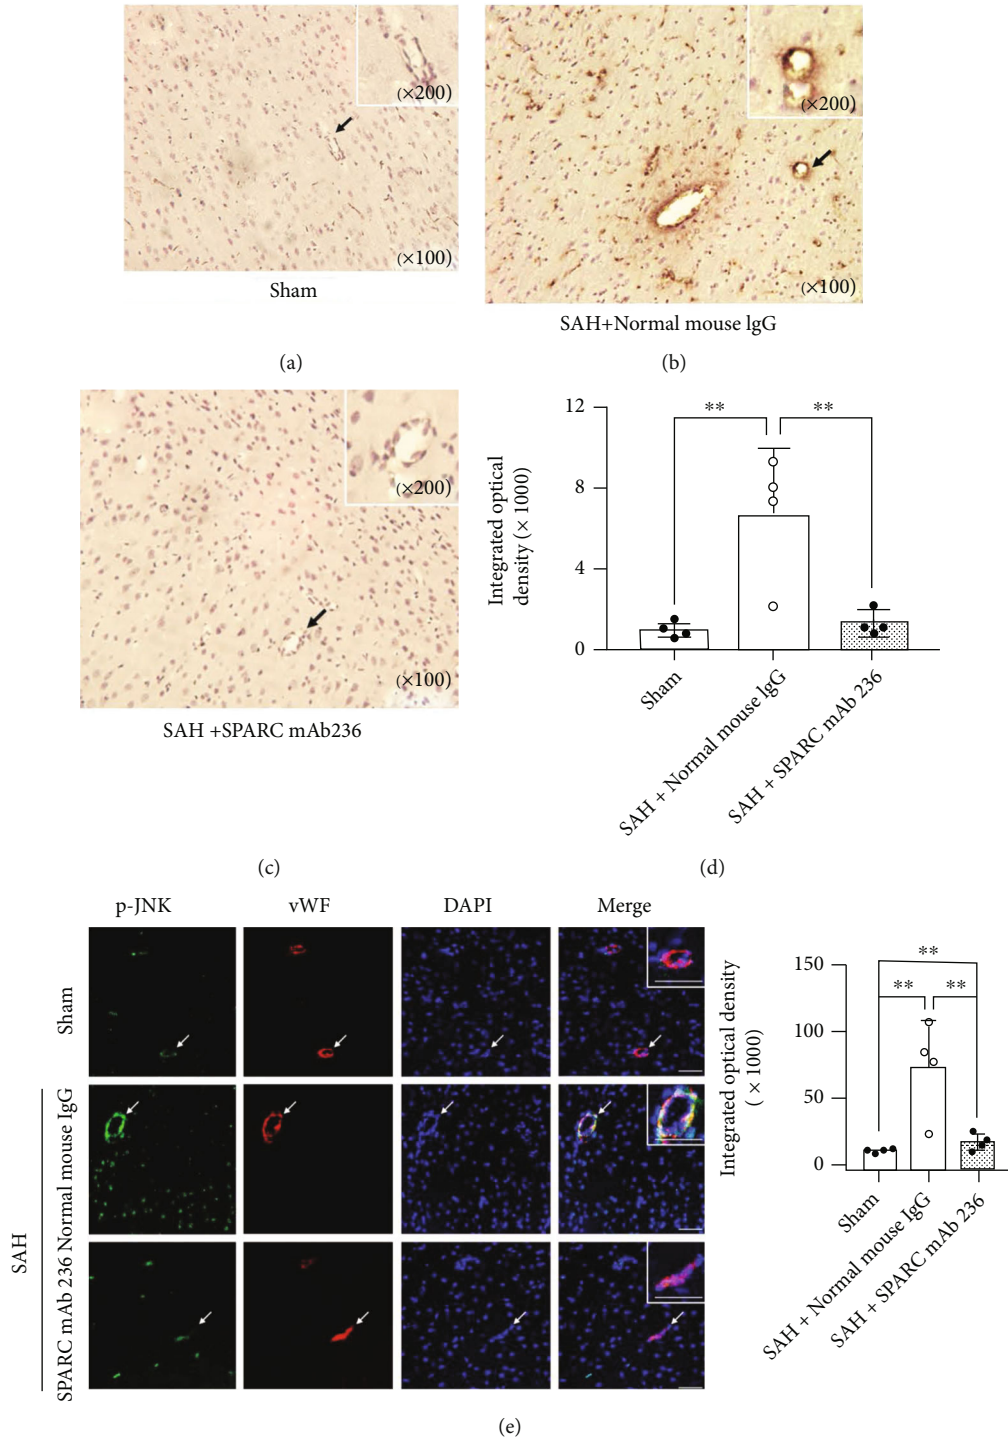 (×200)
(×100)
Sham
(a)
(×200)
(×100)
SAH+Normal mouse lgG
(b)
(×200)
(×100)
SAH +SPARC mAb236
(c)
Integrated optical
density (× 1000)
12
8
4
0
**
**
Sham
SAH + Normal mouse lgG
SAH + SPARC mAb 236
(d)
p-JNK
vWF
DAPI
Merge
Sham
SAH
Normal mouse IgG
SPARC mAb 236
Integrated optical density
( × 1000)
150
100
50
0
**
**
**
Sham
SAH + Normal mouse IgG
SAH + SPARC mAb 236
(e)